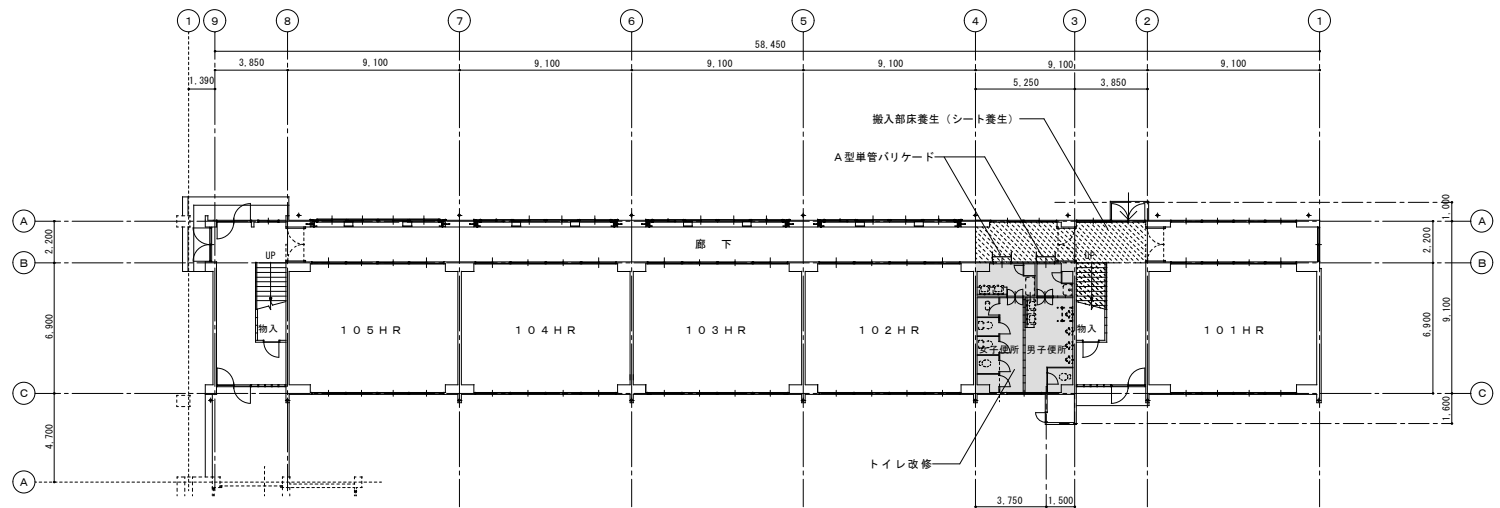 1 9 8 7 6 5 4 3 2 1
58,450
3,850 9,100 9,100 9,100 9,100 9,100 9,100
1,390
5,250 3,850
搬入部床養生(シート養生)
A型単管バリケード
A A
1,000
2,200 廊 下 2,200
UP UP
B B
物入 105HR 104HR 103HR 102HR 女子便所 男子便所 物入 101HR
6,900 6,900 9,100
C C
1,600
4,700
トイレ改修
A
3,750 1,500